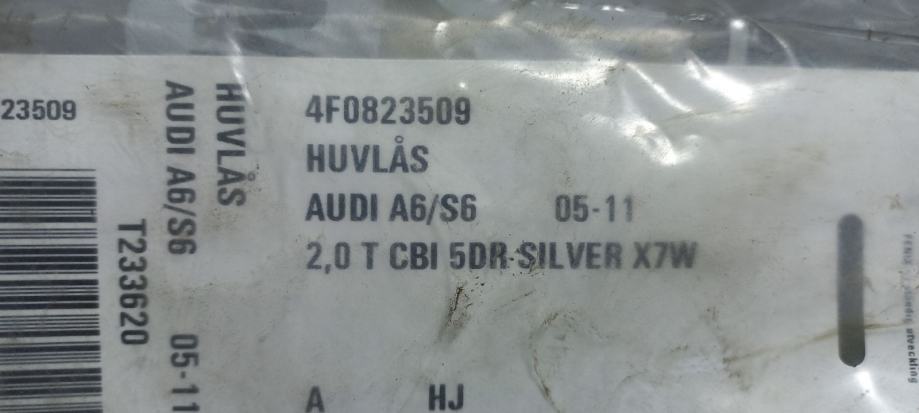 23509
HUVLÅS
AUDI A6/S6 05-11
T233620
4F0823509
HUVLÅS
AUDI A6/S6 05-11
2,0 T CBI 5DR SILVER X7W
A HJ
utveckling